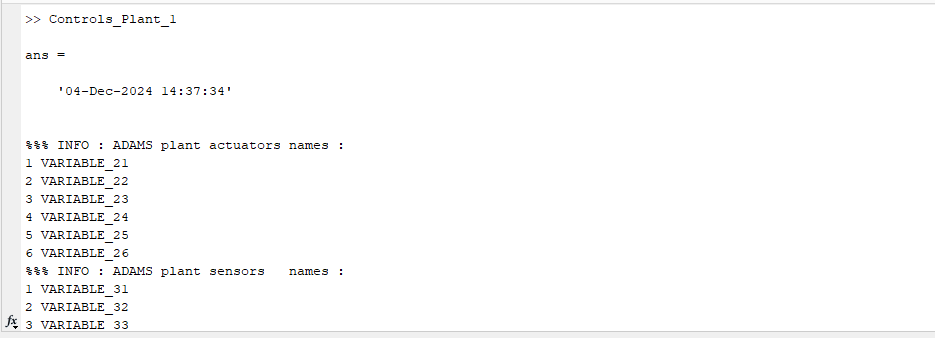 >> Controls_Plant_1
ans =
'04-Dec-2024 14:37:34'
%%% INFO : ADAMS plant actuators names :
1 VARIABLE_21
2 VARIABLE_22
3 VARIABLE_23
4 VARIABLE_24
5 VARIABLE_25
6 VARIABLE_26
%%% INFO : ADAMS plant sensors   names :
1 VARIABLE_31
2 VARIABLE_32
fx 3 VARIABLE_33